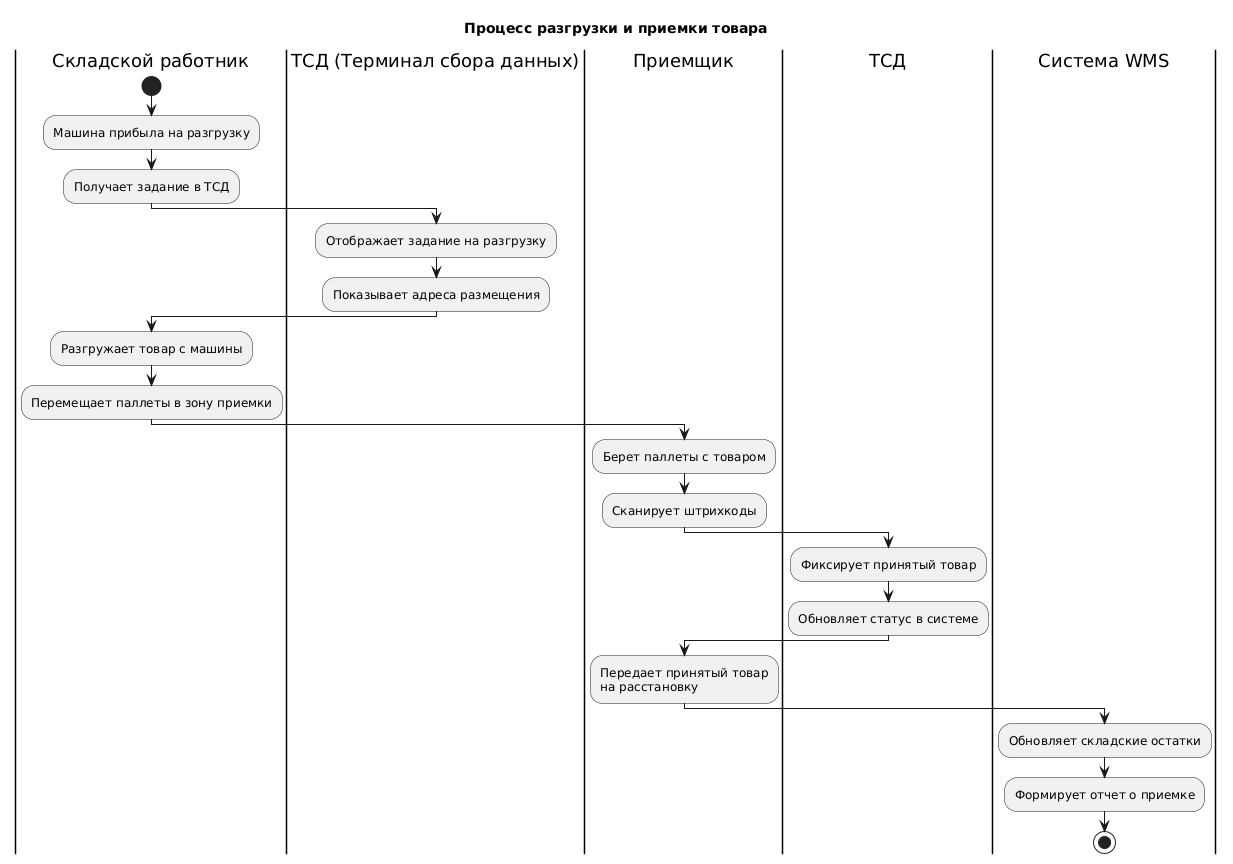 Процесс разгрузки и приемки товара
Складской работник
ТСД (Терминал сбора данных)
Приемщик
ТСД
Система WMS
Машина прибыла на разгрузку
Получает задание в ТСД
Отображает задание на разгрузку
Показывает адреса размещения
Разгружает товар с машины
Перемещает паллеты в зону приемки
Берет паллеты с товаром
Сканирует штрихкоды
Фиксирует принятый товар
Обновляет статус в системе
Передает принятый товар
на расстановку
Обновляет складские остатки
Формирует отчет о приемке